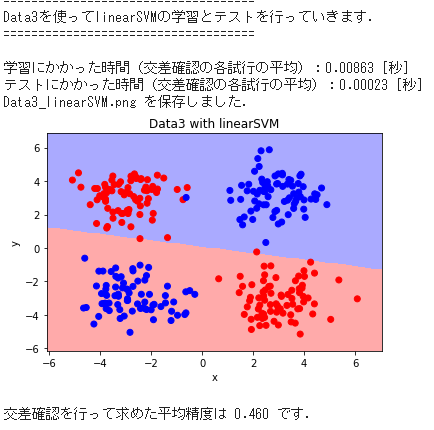 ===================================
Data3を使ってlinearSVMの学習とテストを行っていきます．
===================================
学習にかかった時間（交差確認の各試行の平均）：0.00863 [秒]
テストにかかった時間（交差確認の各試行の平均）：0.00023 [秒]
Data3_linearSVM.png を保存しました．
Data3 with linearSVM
6
4
2
0
−2
−4
−6
y
−6 −4 −2 0 2 4 6
x
交差確認を行って求めた平均精度は 0.460 です．